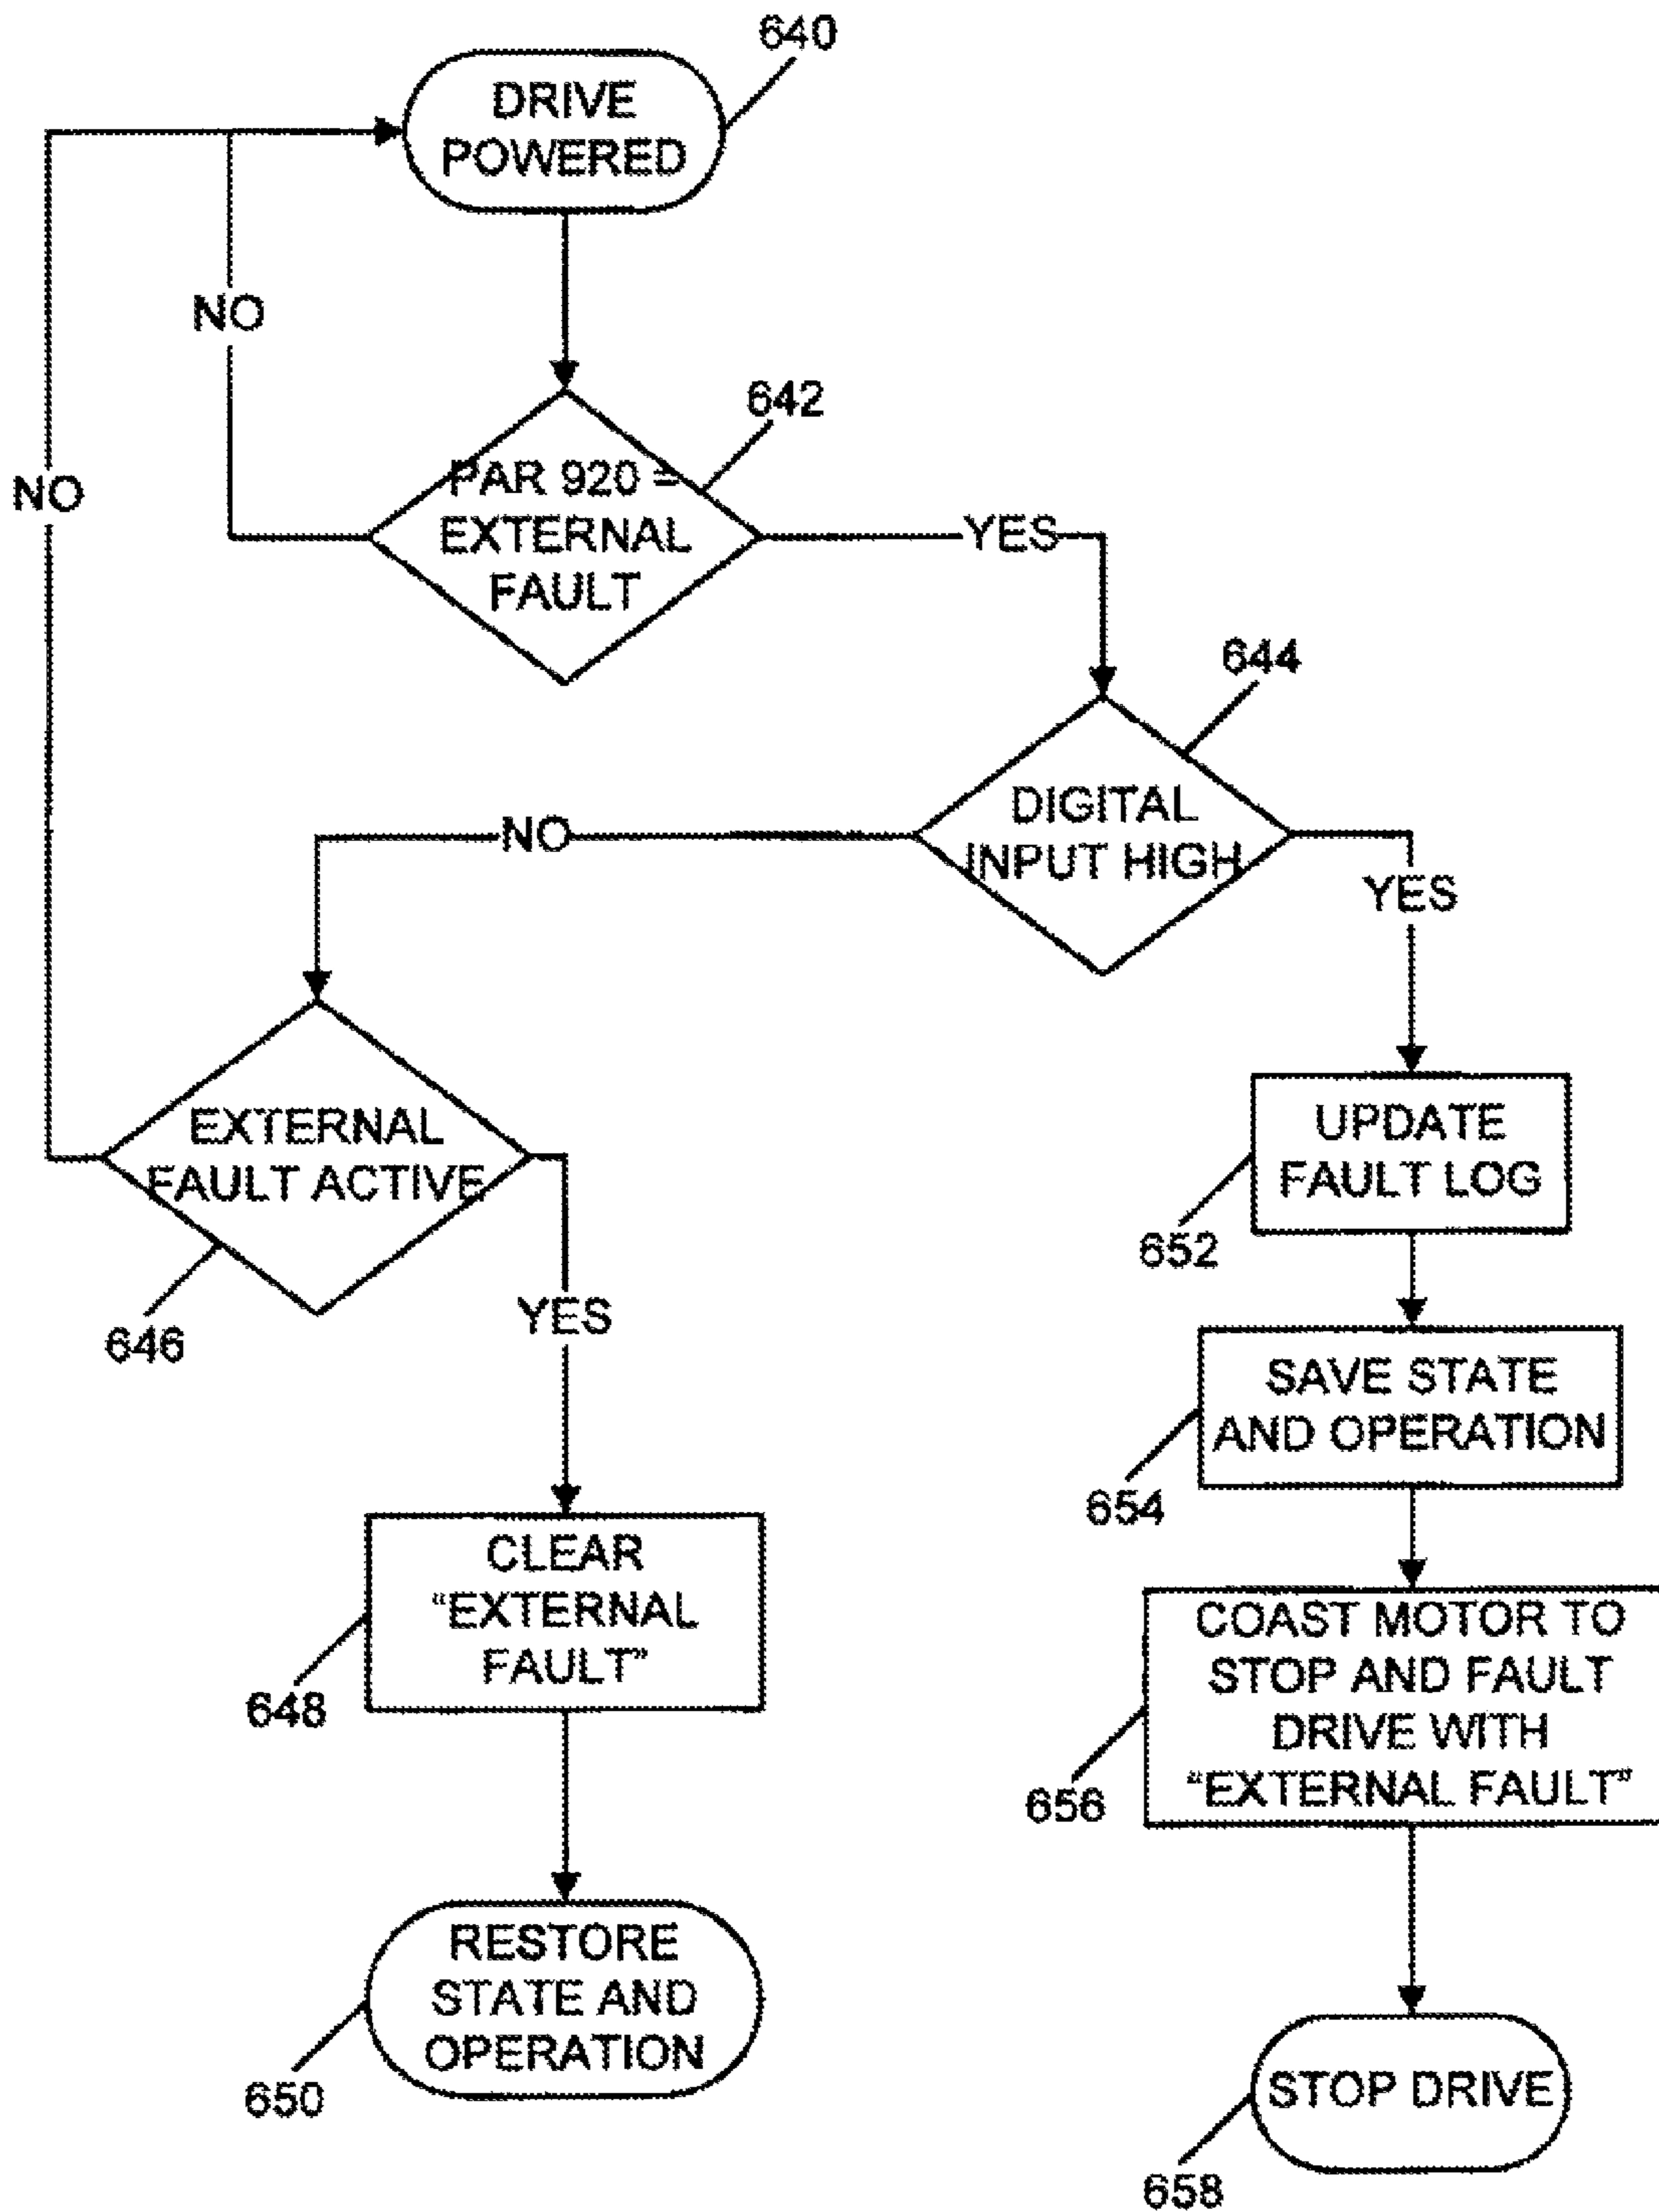 640
DRIVE
POWERED
NO
642
NO
PAR 920 =
EXTERNAL
FAULT
YES
644
DIGITAL
INPUT HIGH
NO
YES
EXTERNAL
FAULT ACTIVE
646
YES
UPDATE
FAULT LOG
652
SAVE STATE
AND OPERATION
654
CLEAR
“EXTERNAL
FAULT”
648
COAST MOTOR TO
STOP AND FAULT
DRIVE WITH
“EXTERNAL FAULT”
656
RESTORE
STATE AND
OPERATION
650
STOP DRIVE
658